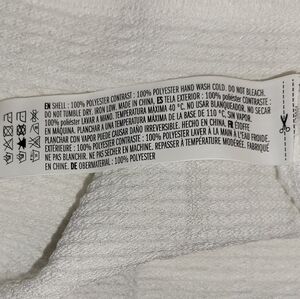 EN SHELL : 100% POLYESTER CONTRAST : 100% POLYESTER HAND WASH COLD. DO NOT BLEACH.
DO NOT TUMBLE DRY. IRON LOW. MADE IN CHINA. ES TELA EXTERIOR : 100% POLIÉSTER CONTRASTE :
100% poliéster LAVAR A MANO. TEMPERATURA MÁXIMA 40 ºC. NO USAR BLANQUEADOR. NO SECAR
EN MÁQUINA. PLANCHAR A UNA TEMPERATURA MÁXIMA DE LA BASE DE 110 °C, SIN VAPOR.
PLANCHAR CON VAPOR PUEDE CAUSAR DAÑO IRREVERSIBLE. HECHO EN CHINA. FR ÉTOFFE
EXTÉRIEURE : 100% POLYESTER CONTRASTE : 100% POLYESTER LAVER A LA MAIN A L'EAU FROIDE.
NE PAS BLANCHIR. NE PAS SÉCHER EN MACHINE. REPASSER A TEMPÉRATURE MODÉRÉE. FABRIQUÉ
EN CHINE. DE OBERMATERIAL : 100% POLYESTER